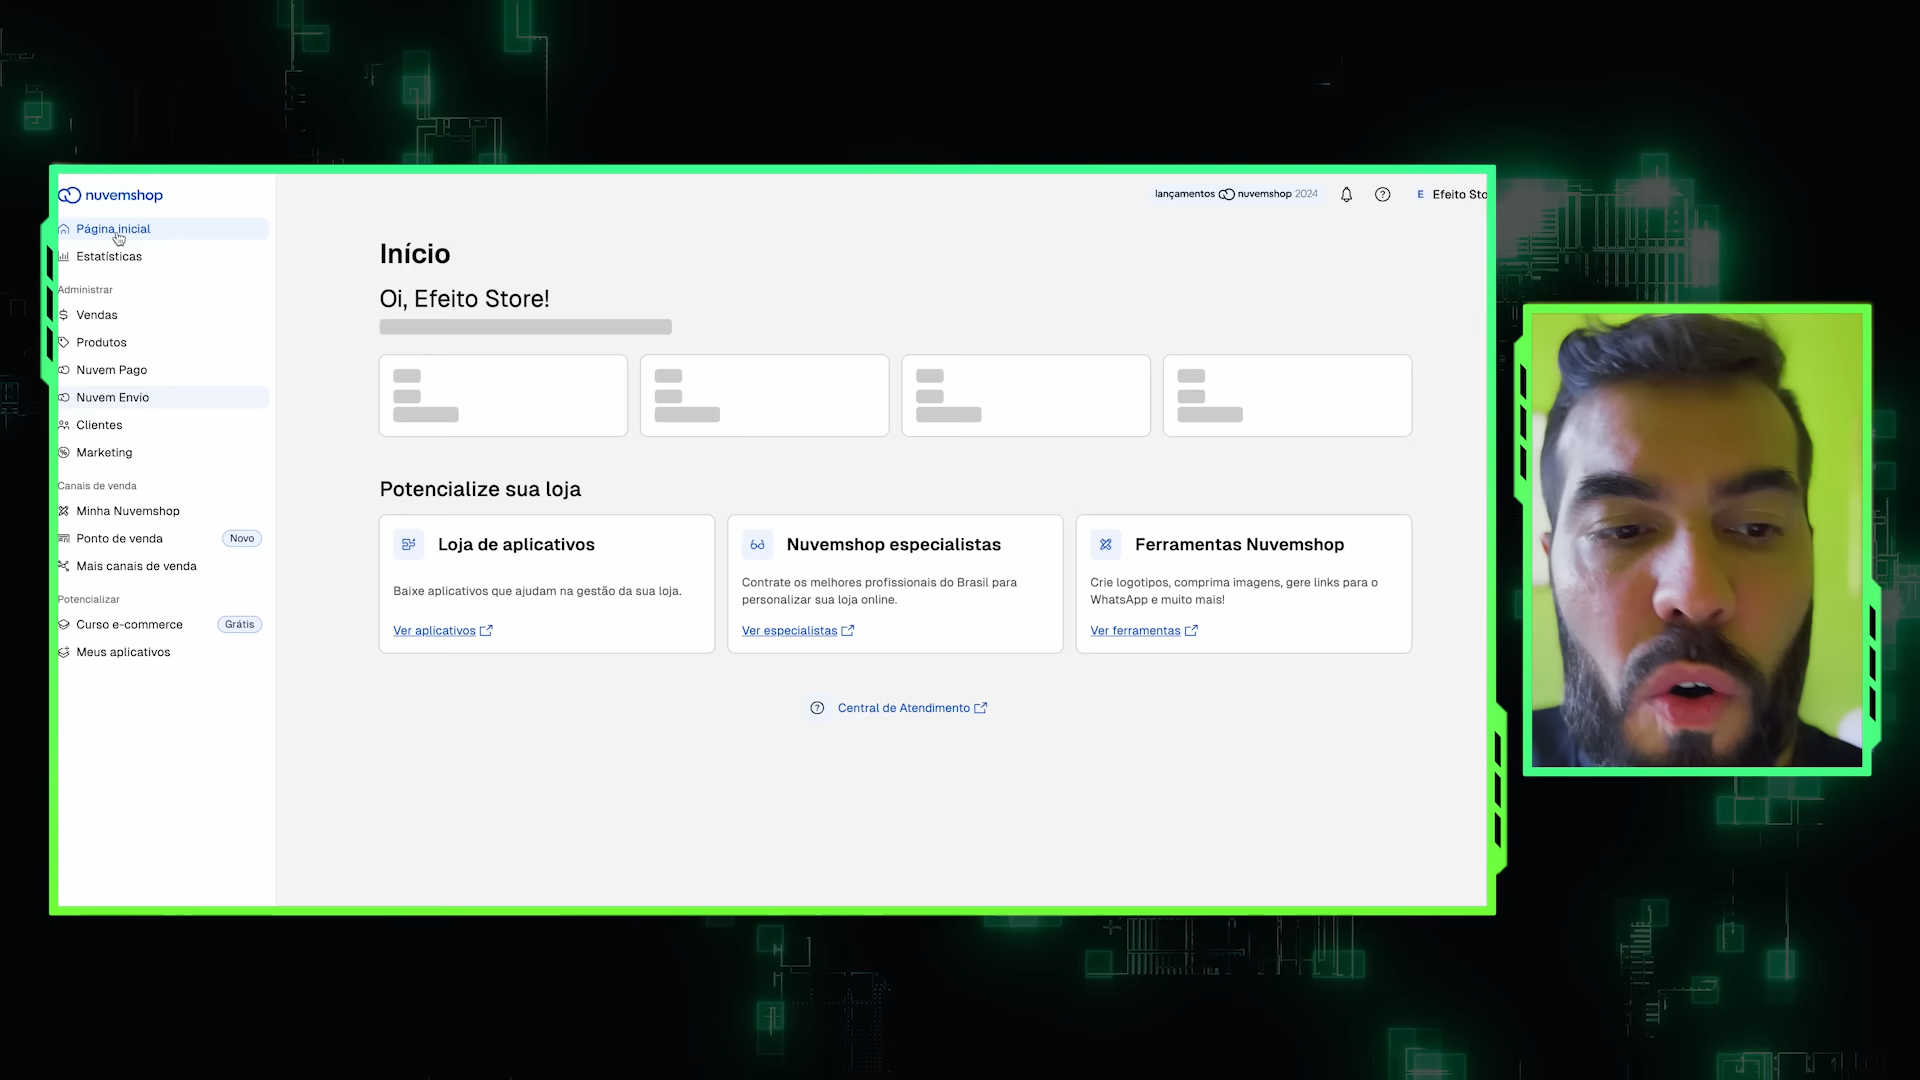 nuvemshop
Página inicial
Estatísticas
Administrar
Vendas
Produtos
Nuvem Pago
Nuvem Envio
Clientes
Marketing
Canais de venda
Minha Nuvemshop
Ponto de venda Novo
Mais canais de venda
Potencializar
Curso e-commerce Grátis
Meus aplicativos
lançamentos nuvemshop 2024
E Efeito Sto
Início
Oi, Efeito Store!
Potencialize sua loja
Loja de aplicativos
Baixe aplicativos que ajudam na gestão da sua loja.
Ver aplicativos
Nuvemshop especialistas
Contrate os melhores profissionais do Brasil para
personalizar sua loja online.
Ver especialistas
Ferramentas Nuvemshop
Crie logotipos, comprima imagens, gere links para o
WhatsApp e muito mais!
Ver ferramentas
Central de Atendimento